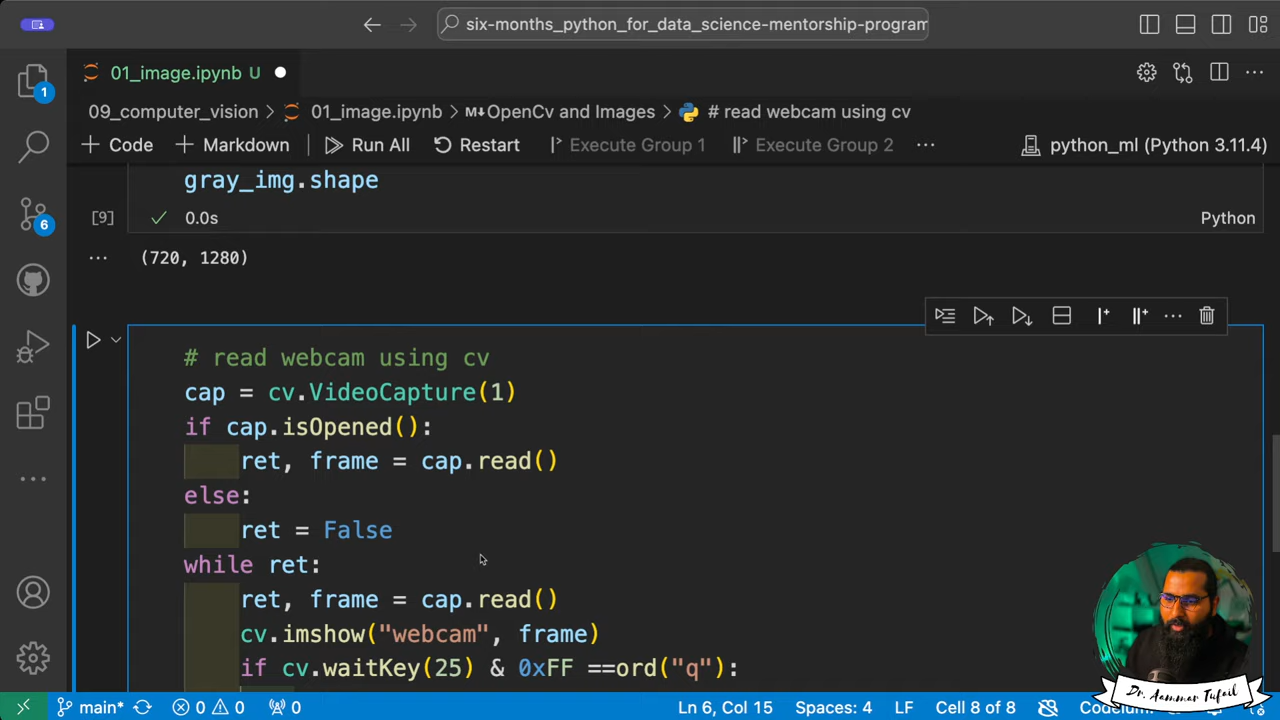 six-months_python_for_data_science-mentorship-program
01_image.ipynb U
09_computer_vision > 01_image.ipynb > M↓OpenCv and Images > # read webcam using cv
+ Code + Markdown Run All Restart Execute Group 1 Execute Group 2 ... python_ml (Python 3.11.4)
gray_img.shape
[9] ✓ 0.0s Python
... (720, 1280)
# read webcam using cv
cap = cv.VideoCapture(1)
if cap.isOpened():
ret, frame = cap.read()
else:
ret = False
while ret:
ret, frame = cap.read()
cv.imshow("webcam", frame)
if cv.waitKey(25) & 0xFF ==ord("q"):
1
6
main* 0 0 0 Ln 6, Col 15 Spaces: 4 LF Cell 8 of 8
Dr. Aammar Tufail